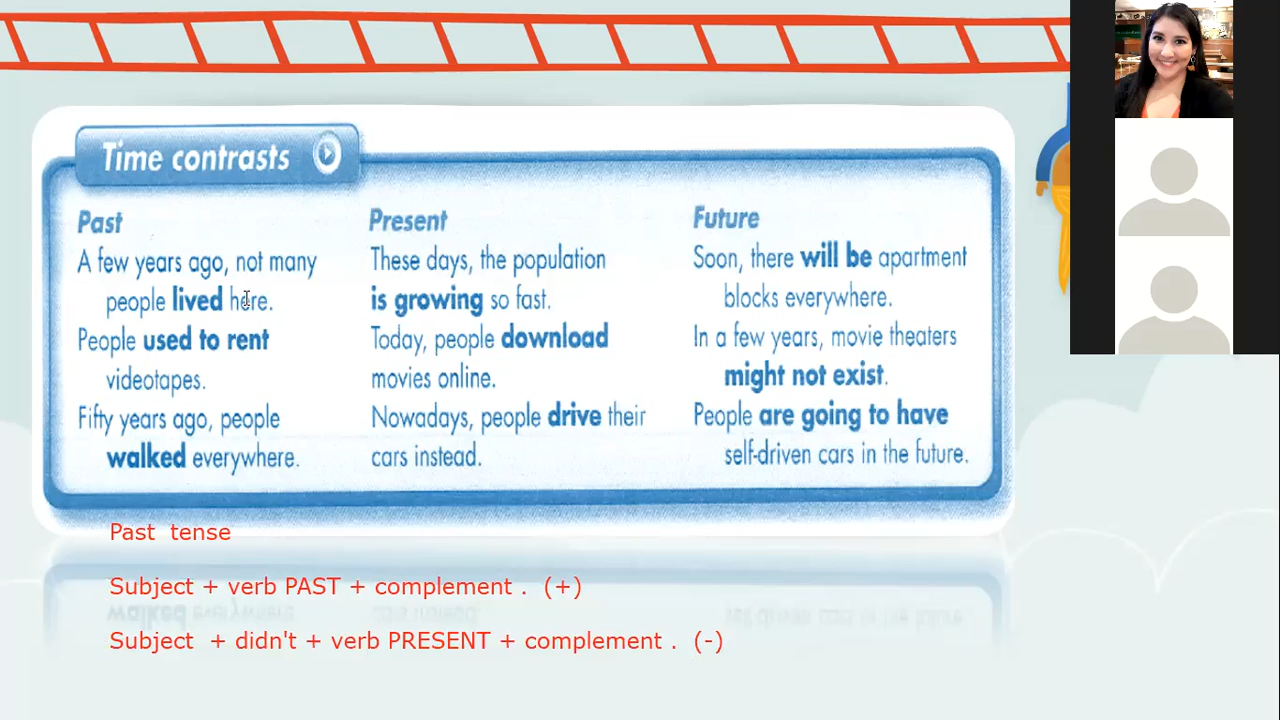 Time contrasts
Past
A few years ago, not many
people lived here.
People used to rent
videotapes.
Fifty years ago, people
walked everywhere.
Present
These days, the population
is growing so fast.
Today, people download
movies online.
Nowadays, people drive their
cars instead.
Future
Soon, there will be apartment
blocks everywhere.
In a few years, movie theaters
might not exist.
People are going to have
self-driven cars in the future.
Past  tense
Subject + verb PAST + complement .  (+)
Subject  + didn't + verb PRESENT + complement .  (-)